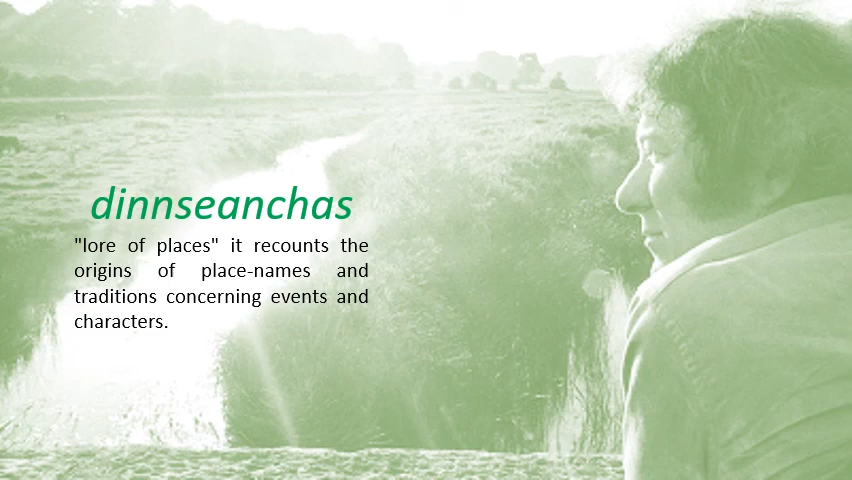 dinnseanchas
"lore of places" it recounts the
origins of place-names and
traditions concerning events and
characters.